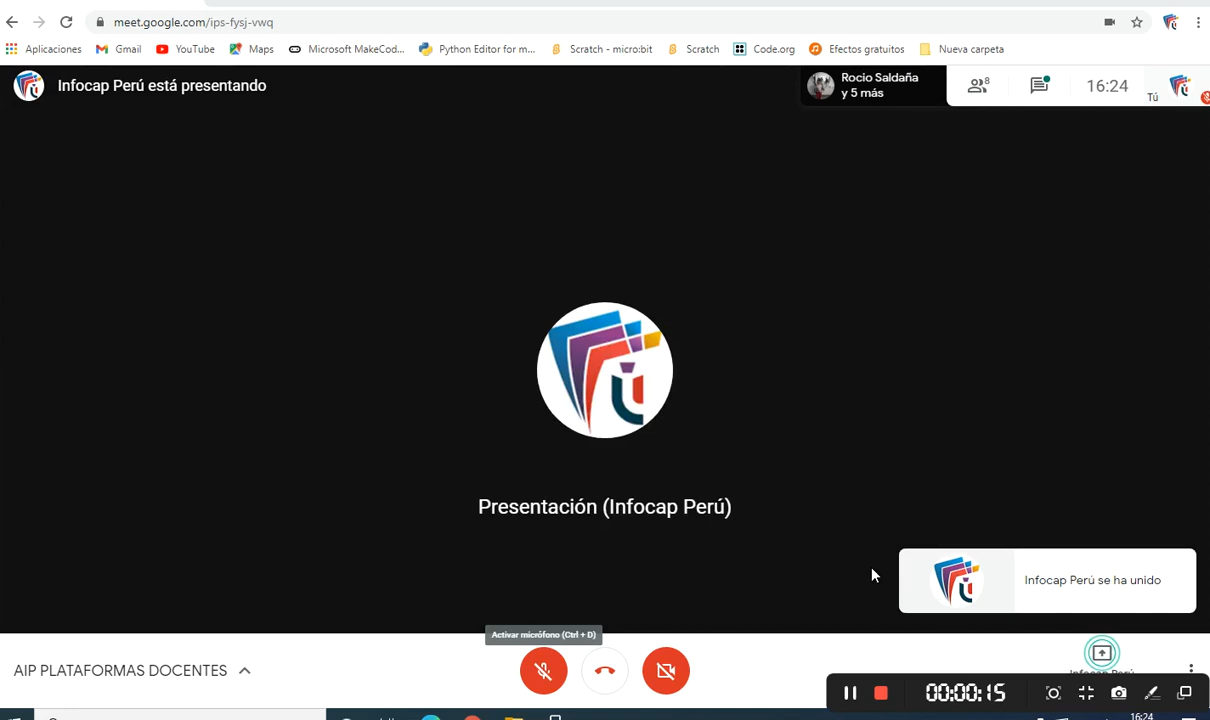 meet.google.com/ips-fysj-vwq
Aplicaciones Gmail YouTube Maps Microsoft MakeCod... Python Editor for m... Scratch - micro:bit Scratch Code.org Efectos gratuitos Nueva carpeta
Infocap Perú está presentando
Rocio Saldaña
y 5 más
8
16:24
Tú
Presentación (Infocap Perú)
Infocap Perú se ha unido
Activar micrófono (Ctrl + D)
AIP PLATAFORMAS DOCENTES
Infocap Perú
00:00:15
16:24